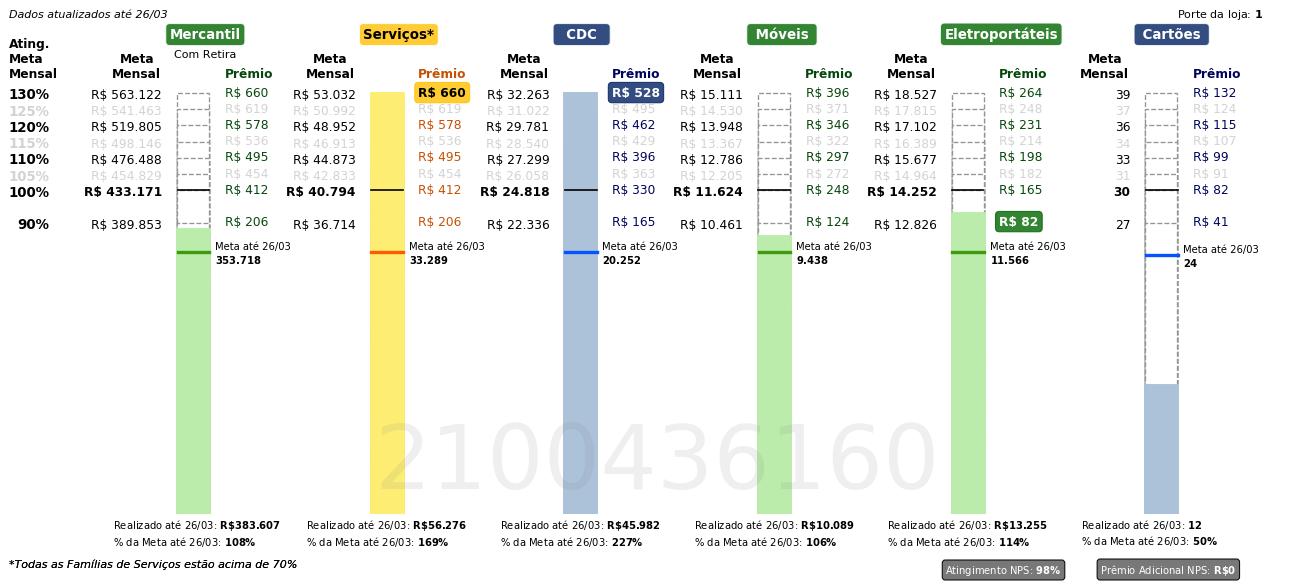 Dados atualizados até 26/03
Porte da loja: 1
Mercantil Serviços* CDC Móveis Eletroportáteis Cartões
Com Retira
Ating. Meta Mensal
Meta Mensal Prêmio Meta Mensal Prêmio Meta Mensal Prêmio Meta Mensal Prêmio Meta Mensal Prêmio Meta Mensal Prêmio
130% R$ 563.122 R$ 660 R$ 53.032 R$ 660 R$ 32.263 R$ 528 R$ 15.111 R$ 396 R$ 18.527 R$ 264 39 R$ 132
125% R$ 541.463 R$ 619 R$ 50.992 R$ 619 R$ 31.022 R$ 495 R$ 14.530 R$ 371 R$ 17.815 R$ 248 37 R$ 124
120% R$ 519.805 R$ 578 R$ 48.952 R$ 578 R$ 29.781 R$ 462 R$ 13.948 R$ 346 R$ 17.102 R$ 231 36 R$ 115
115% R$ 498.146 R$ 536 R$ 46.913 R$ 536 R$ 28.540 R$ 429 R$ 13.367 R$ 322 R$ 16.389 R$ 214 34 R$ 107
110% R$ 476.488 R$ 495 R$ 44.873 R$ 495 R$ 27.299 R$ 396 R$ 12.786 R$ 297 R$ 15.677 R$ 198 33 R$ 99
105% R$ 454.829 R$ 454 R$ 42.833 R$ 454 R$ 26.058 R$ 363 R$ 12.205 R$ 272 R$ 14.964 R$ 182 31 R$ 91
100% R$ 433.171 R$ 412 R$ 40.794 R$ 412 R$ 24.818 R$ 330 R$ 11.624 R$ 248 R$ 14.252 R$ 165 30 R$ 82
90% R$ 389.853 R$ 206 R$ 36.714 R$ 206 R$ 22.336 R$ 165 R$ 10.461 R$ 124 R$ 12.826 R$ 82 27 R$ 41
Meta até 26/03 Meta até 26/03 Meta até 26/03 Meta até 26/03 Meta até 26/03 Meta até 26/03
353.718 33.289 20.252 9.438 11.566 24
2100436160
Realizado até 26/03: R$383.607 Realizado até 26/03: R$56.276 Realizado até 26/03: R$45.982 Realizado até 26/03: R$10.089 Realizado até 26/03: R$13.255 Realizado até 26/03: 12
% da Meta até 26/03: 108% % da Meta até 26/03: 169% % da Meta até 26/03: 227% % da Meta até 26/03: 106% % da Meta até 26/03: 114% % da Meta até 26/03: 50%
*Todas as Famílias de Serviços estão acima de 70%
Atingimento NPS: 98% Prêmio Adicional NPS: R$0